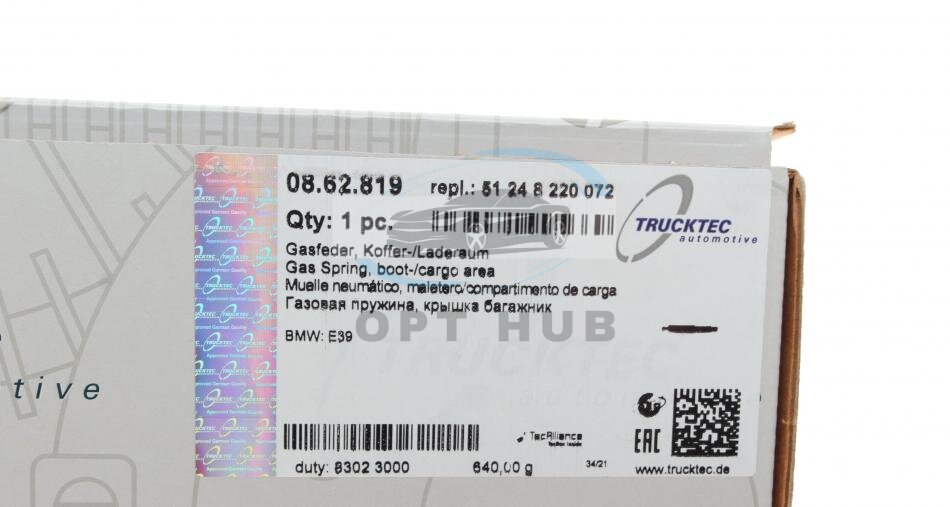 08.62.819 repl.: 51 24 8 220 072
Qty: 1 pc.
TRUCKTEC
automotive
Gasfeder, Koffer-/Laderaum
Gas Spring, boot-/cargo area
Muelle neumático, maletero/compartimento de carga
Газовая пружина, крышка багажник
OPT HUB
BMW: E39
tive
TecAlliance
EAC
duty: 8302 3000 640,00 g 34/21 www.trucktec.de